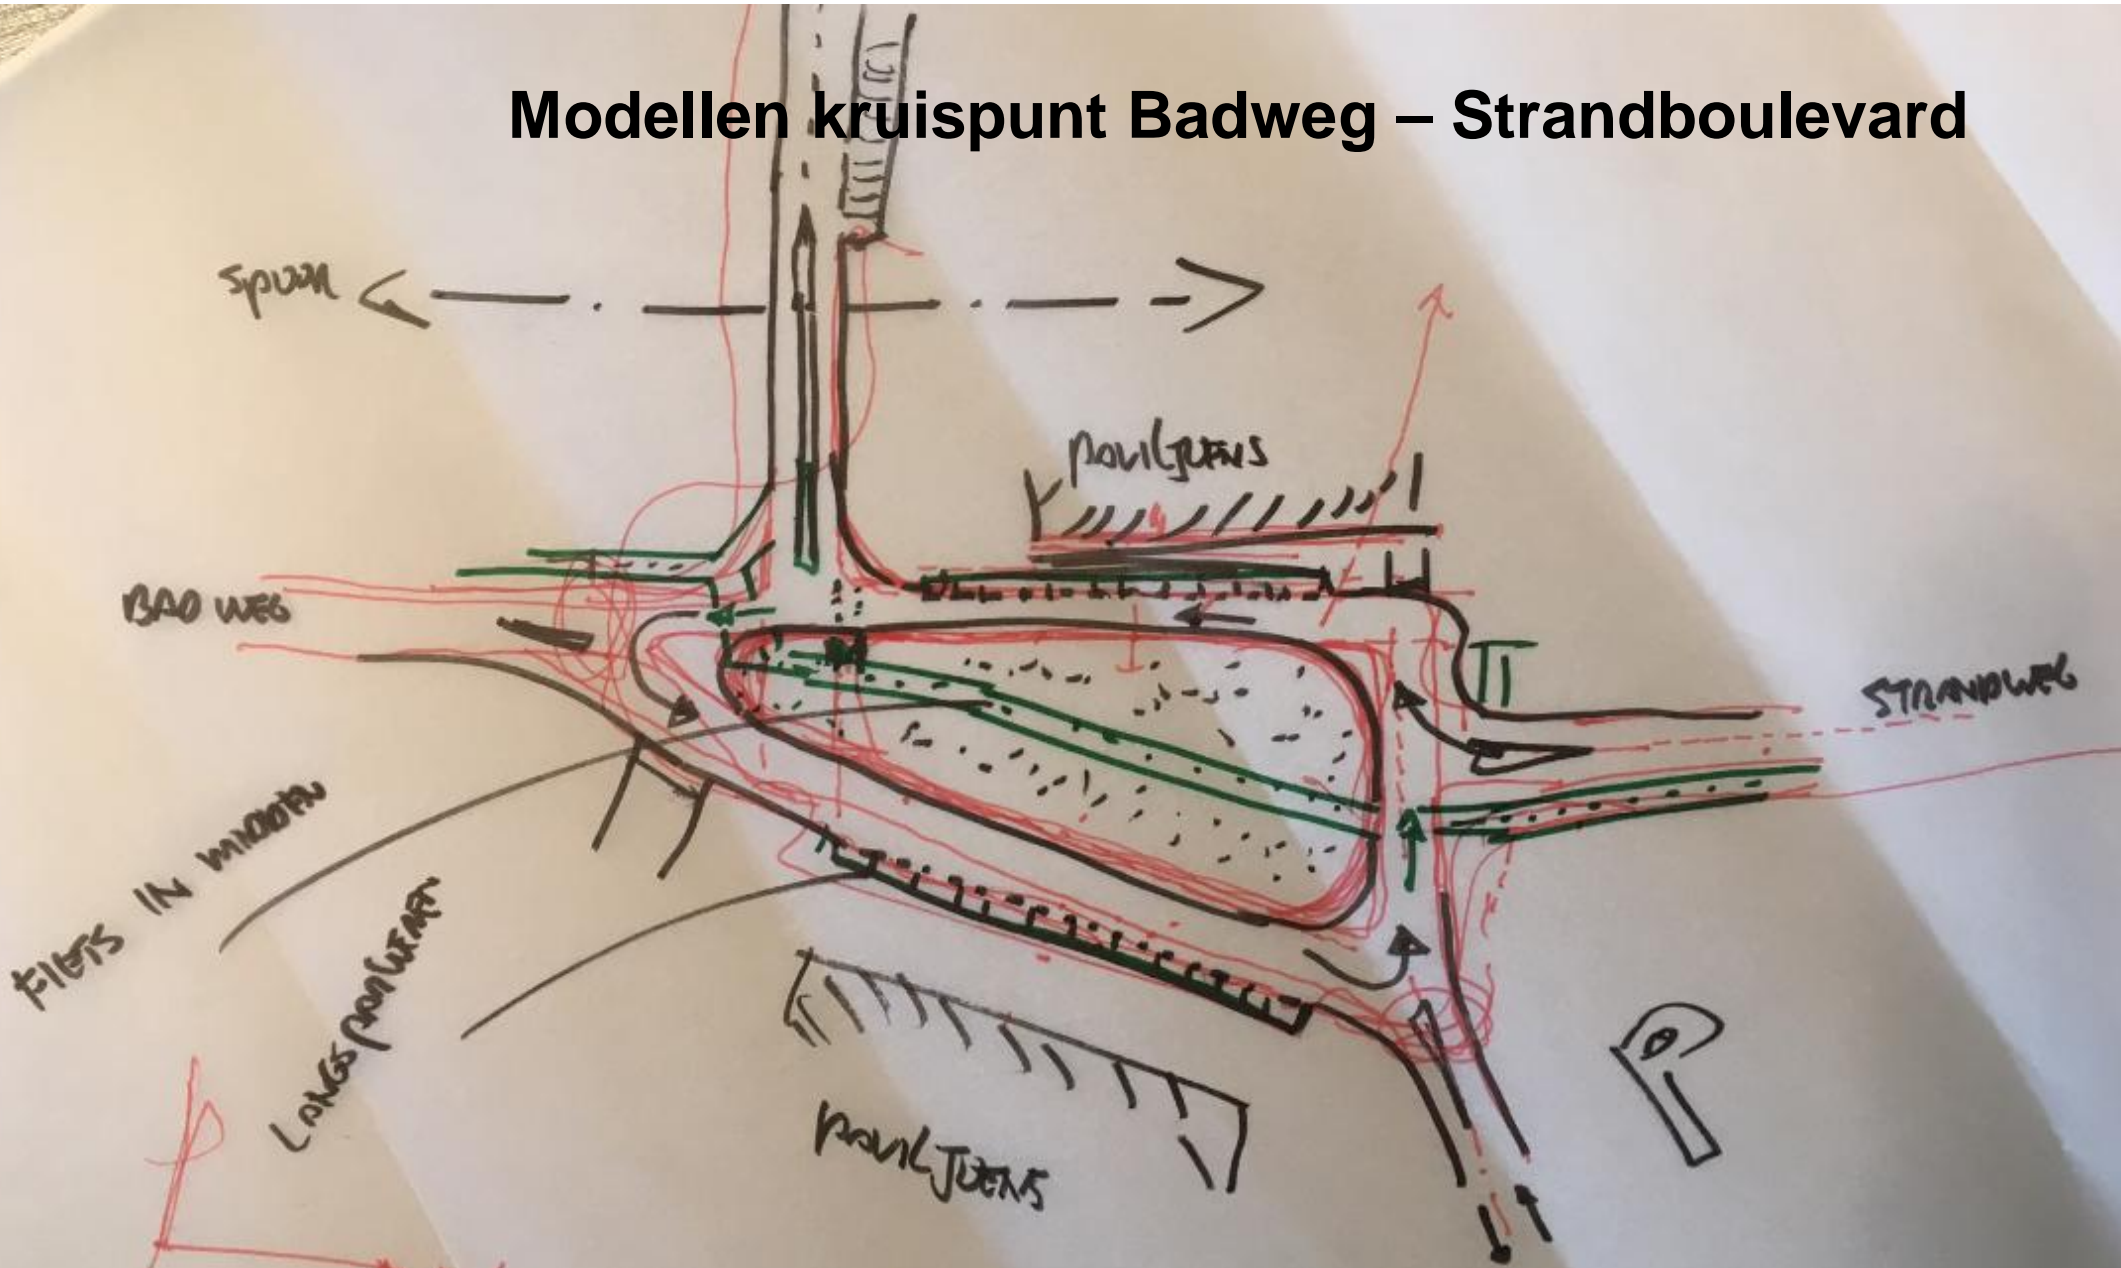 Modellen kruispunt Badweg – Strandboulevard
SPOOR
PAVILJOENS
BADWEG
STRANDWEG
FIETS IN MIDDEN
LANGSPARKEREN
P
PAVILJOENS